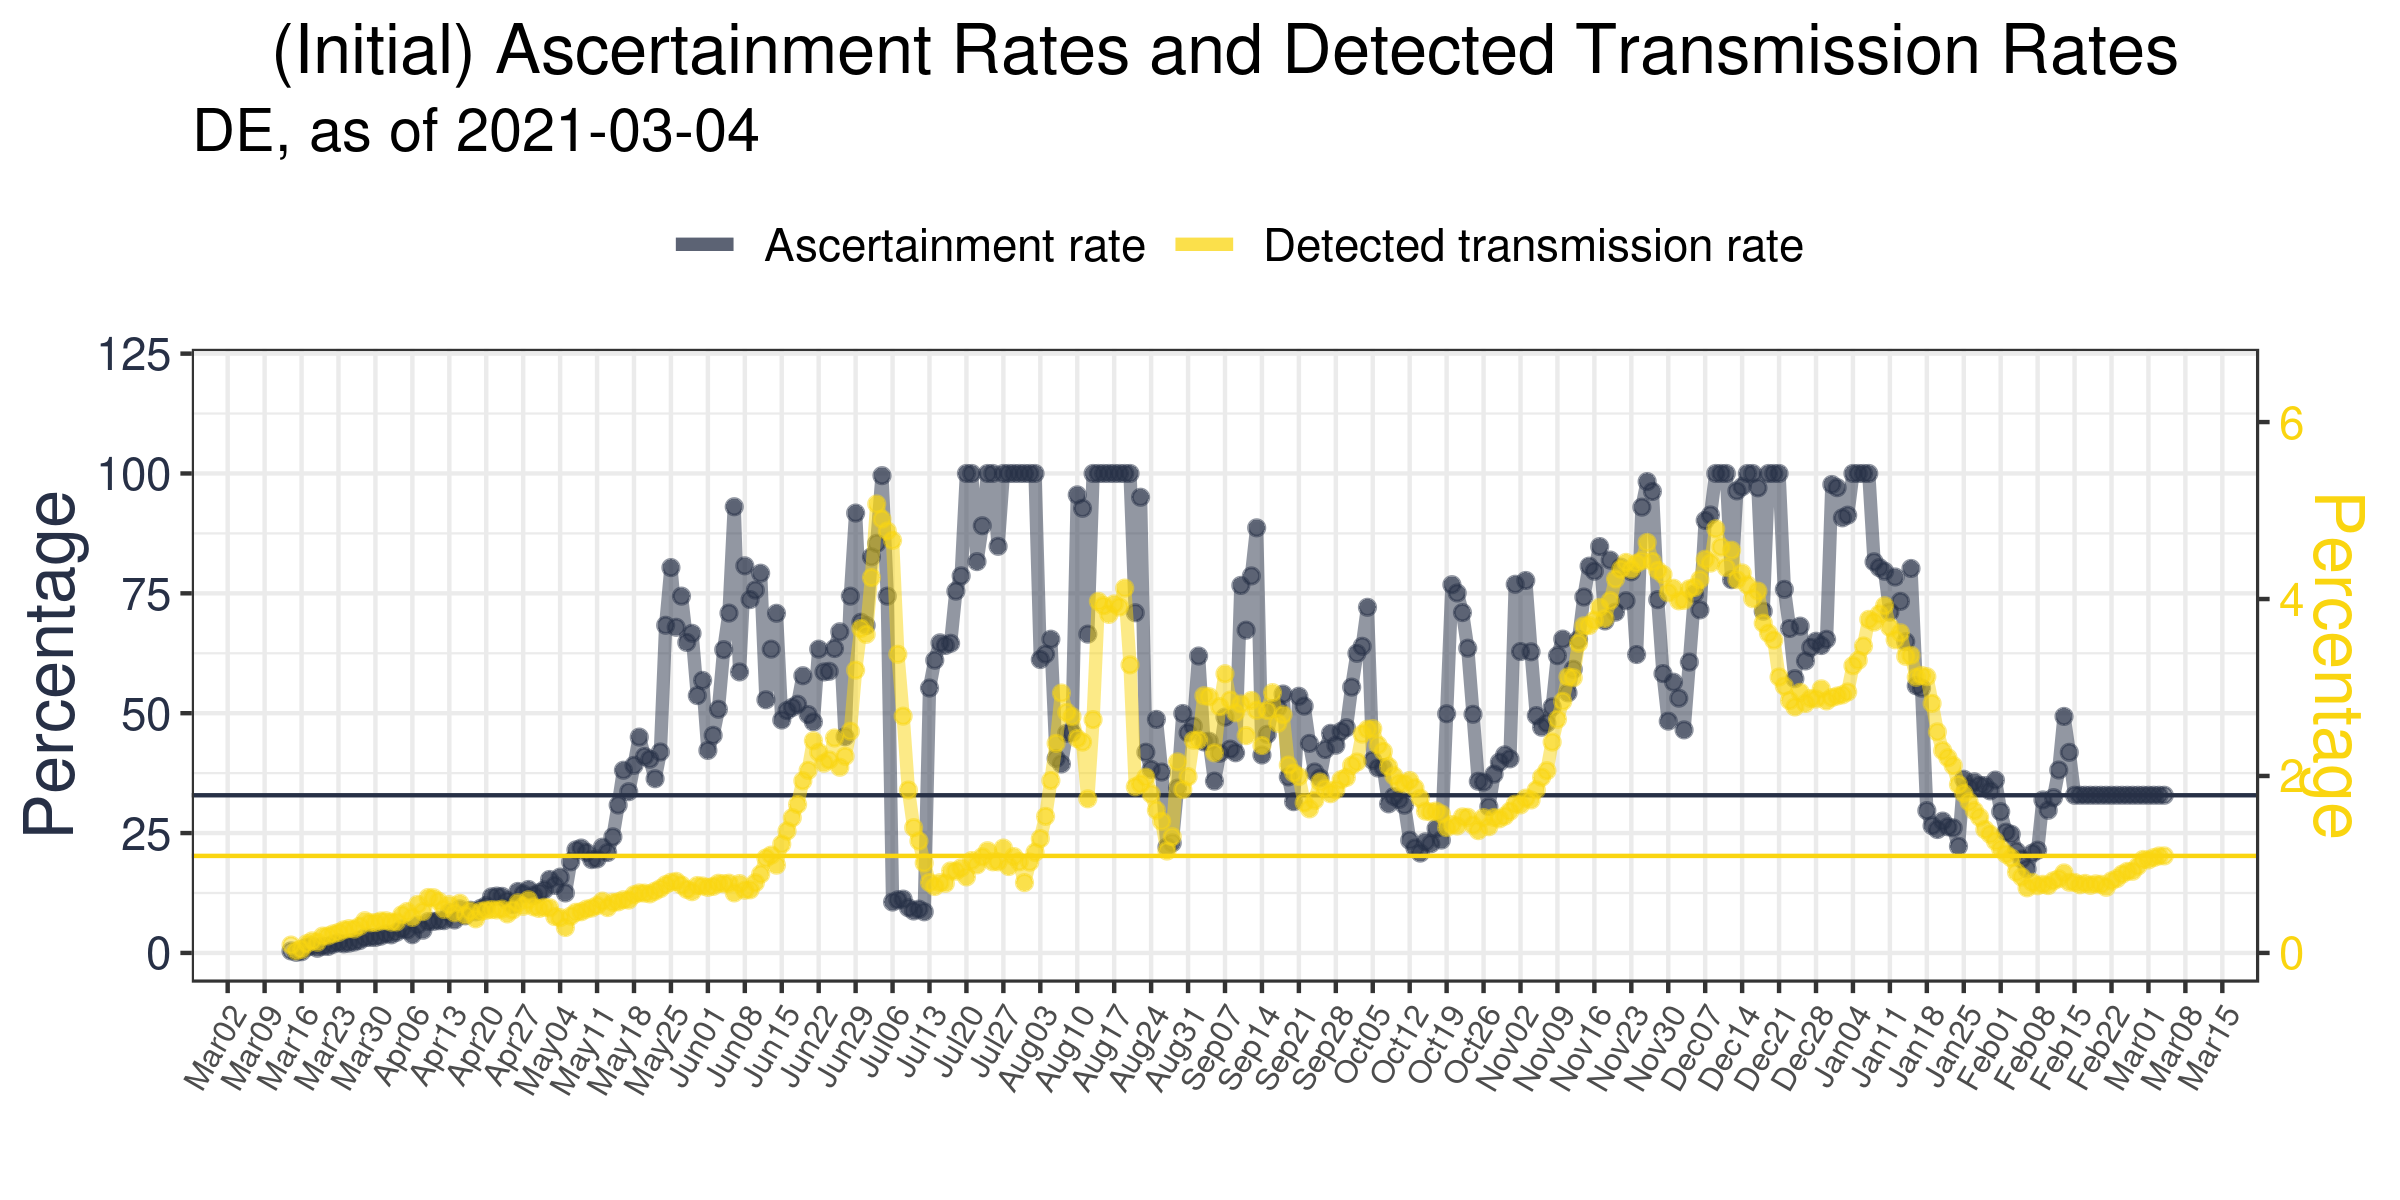 (Initial) Ascertainment Rates and Detected Transmission Rates
DE, as of 2021-03-04
Ascertainment rate Detected transmission rate
Percentage
125
100
75
50
25
0
6
4
2
0
Percentage
Mar02 Mar09 Mar16 Mar23 Mar30 Apr06 Apr13 Apr20 Apr27 May04 May11 May18 May25 Jun01 Jun08 Jun15 Jun22 Jun29 Jul06 Jul13 Jul20 Jul27 Aug03 Aug10 Aug17 Aug24 Aug31 Sep07 Sep14 Sep21 Sep28 Oct05 Oct12 Oct19 Oct26 Nov02 Nov09 Nov16 Nov23 Nov30 Dec07 Dec14 Dec21 Dec28 Jan04 Jan11 Jan18 Jan25 Feb01 Feb08 Feb15 Feb22 Mar01 Mar08 Mar15